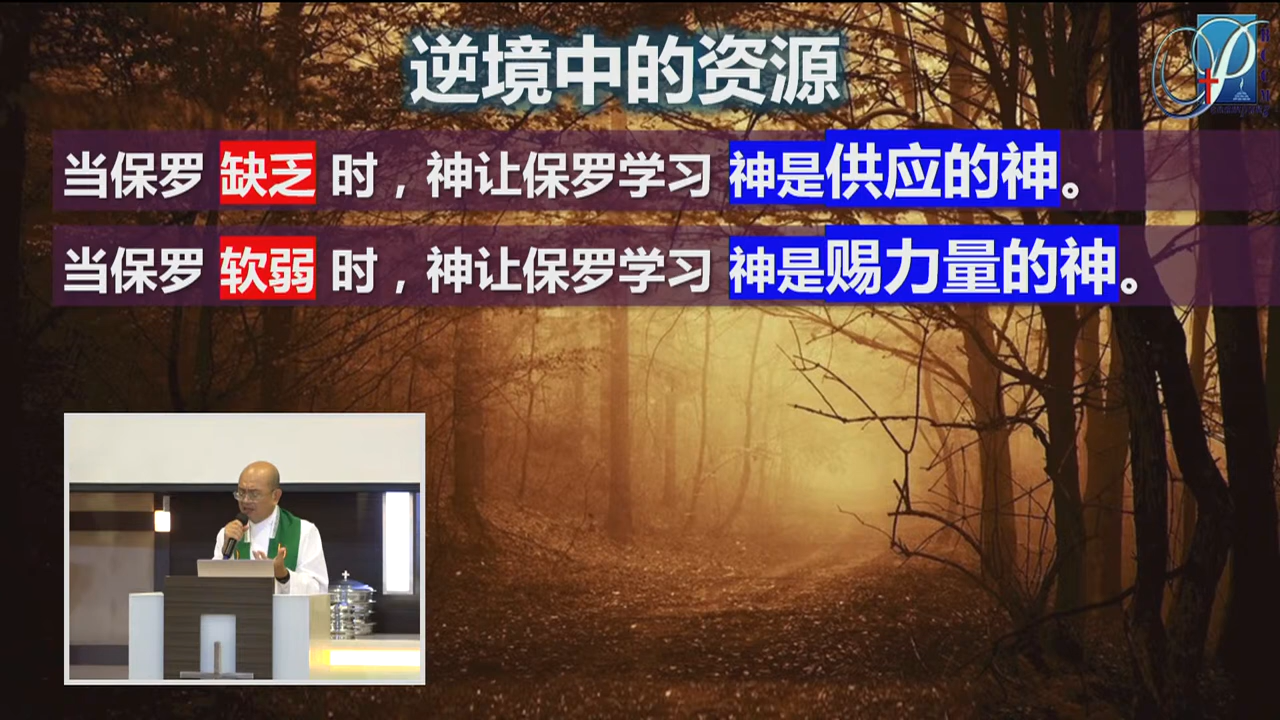 逆境中的资源
当保罗 缺乏 时，神让保罗学习 神是供应的神。
当保罗 软弱 时，神让保罗学习 神是赐力量的神。